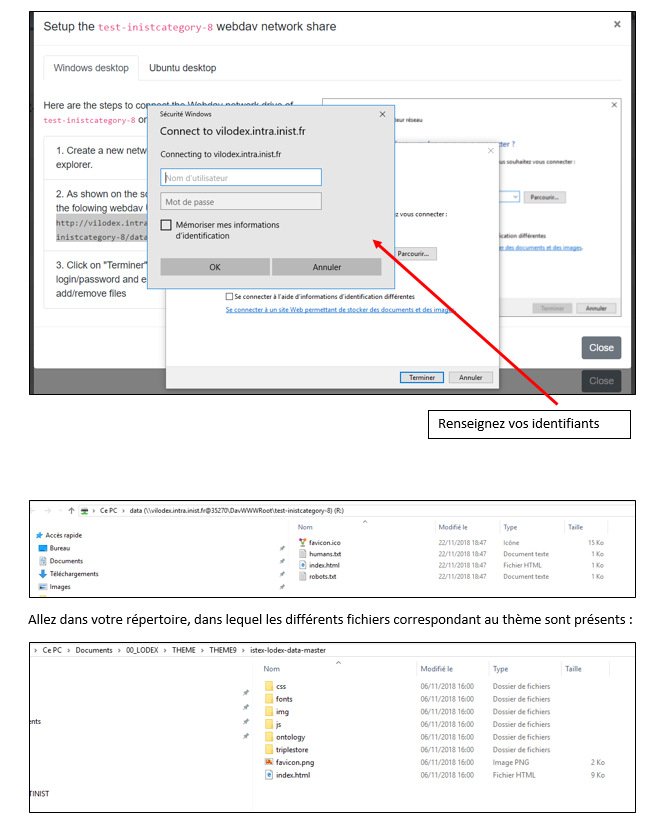 Setup the test-inistcategory-8 webdav network share
×
Windows desktop
Ubuntu desktop
Here are the steps to connect the Webdav network drive of
test-inistcategory-8 on
1. Create a new netw
explorer.
2. As shown on the sc
the folowing webdav
http://vilodex.intra
inistcategory-8/data
3. Click on "Terminer"
login/password and e
add/remove files
Sécurité Windows
Connect to vilodex.intra.inist.fr
Connecting to vilodex.intra.inist.fr
Nom d'utilisateur
Mot de passe
Mémoriser mes informations
d'identification
OK
Annuler
eur réseau
ter ?
us souhaitez vous connecter :
Parcourir...
ication différentes
er des documents et des images.
Terminer
Annuler
z vous connecter :
Parcourir...
Se connecter à l'aide d'informations d'identification différentes
Se connecter à un site Web permettant de stocker des documents et des image
Terminer
Annuler
Close
Close
Renseignez vos identifiants
Ce PC › data (\\vilodex.intra.inist.fr@35270\DavWWWRoot\test-inistcategory-8) (R:)
Accès rapide
Bureau
Documents
Téléchargements
Images
Nom Modifié le Type Taille
favicon.ico 22/11/2018 18:47 Icône 15 Ko
humans.txt 22/11/2018 18:47 Document texte 1 Ko
index.html 22/11/2018 18:47 Fichier HTML 1 Ko
robots.txt 22/11/2018 18:47 Document texte 1 Ko
Allez dans votre répertoire, dans lequel les différents fichiers correspondant au thème sont présents :
› Ce PC › Documents › 00_LODEX › THEME › THEME9 › istex-lodex-data-master
ents
TINIST
Nom Modifié le Type Taille
css 06/11/2018 16:00 Dossier de fichiers
fonts 06/11/2018 16:00 Dossier de fichiers
img 06/11/2018 16:00 Dossier de fichiers
js 06/11/2018 16:00 Dossier de fichiers
ontology 06/11/2018 16:00 Dossier de fichiers
triplestore 06/11/2018 16:00 Dossier de fichiers
favicon.png 06/11/2018 16:00 Image PNG 2 Ko
index.html 06/11/2018 16:00 Fichier HTML 9 Ko